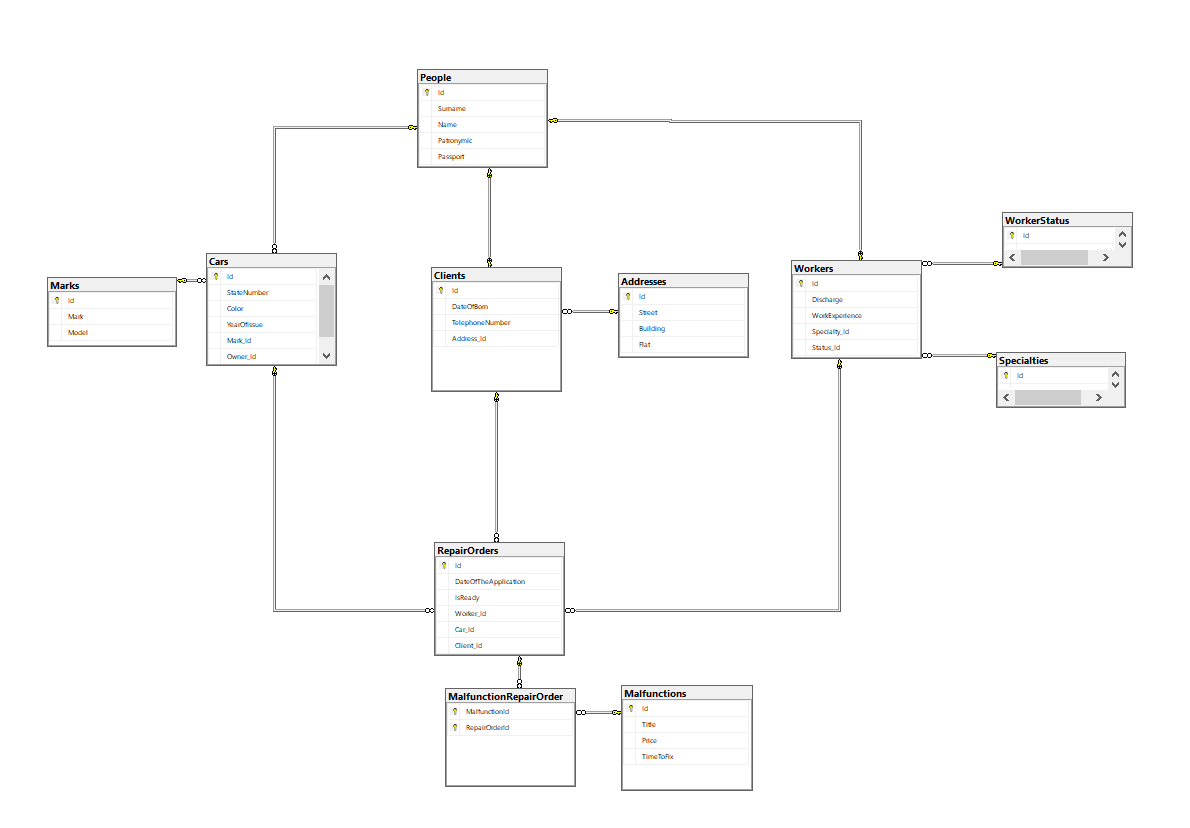 People
Id
Surname
Name
Patronymic
Passport
WorkerStatus
Id
Cars
Id
StateNumber
Color
YearOfIssue
Mark_Id
Owner_Id
Workers
Id
Discharge
WorkExperience
Specialty_Id
Status_Id
Clients
Id
DateOfBorn
TelephoneNumber
Address_Id
Addresses
Id
Street
Building
Flat
Marks
Id
Mark
Model
Specialties
Id
RepairOrders
Id
DateOfTheApplication
IsReady
Worker_Id
Car_Id
Client_Id
MalfunctionRepairOrder
MalfunctionId
RepairOrderId
Malfunctions
Id
Title
Price
TimeToFix